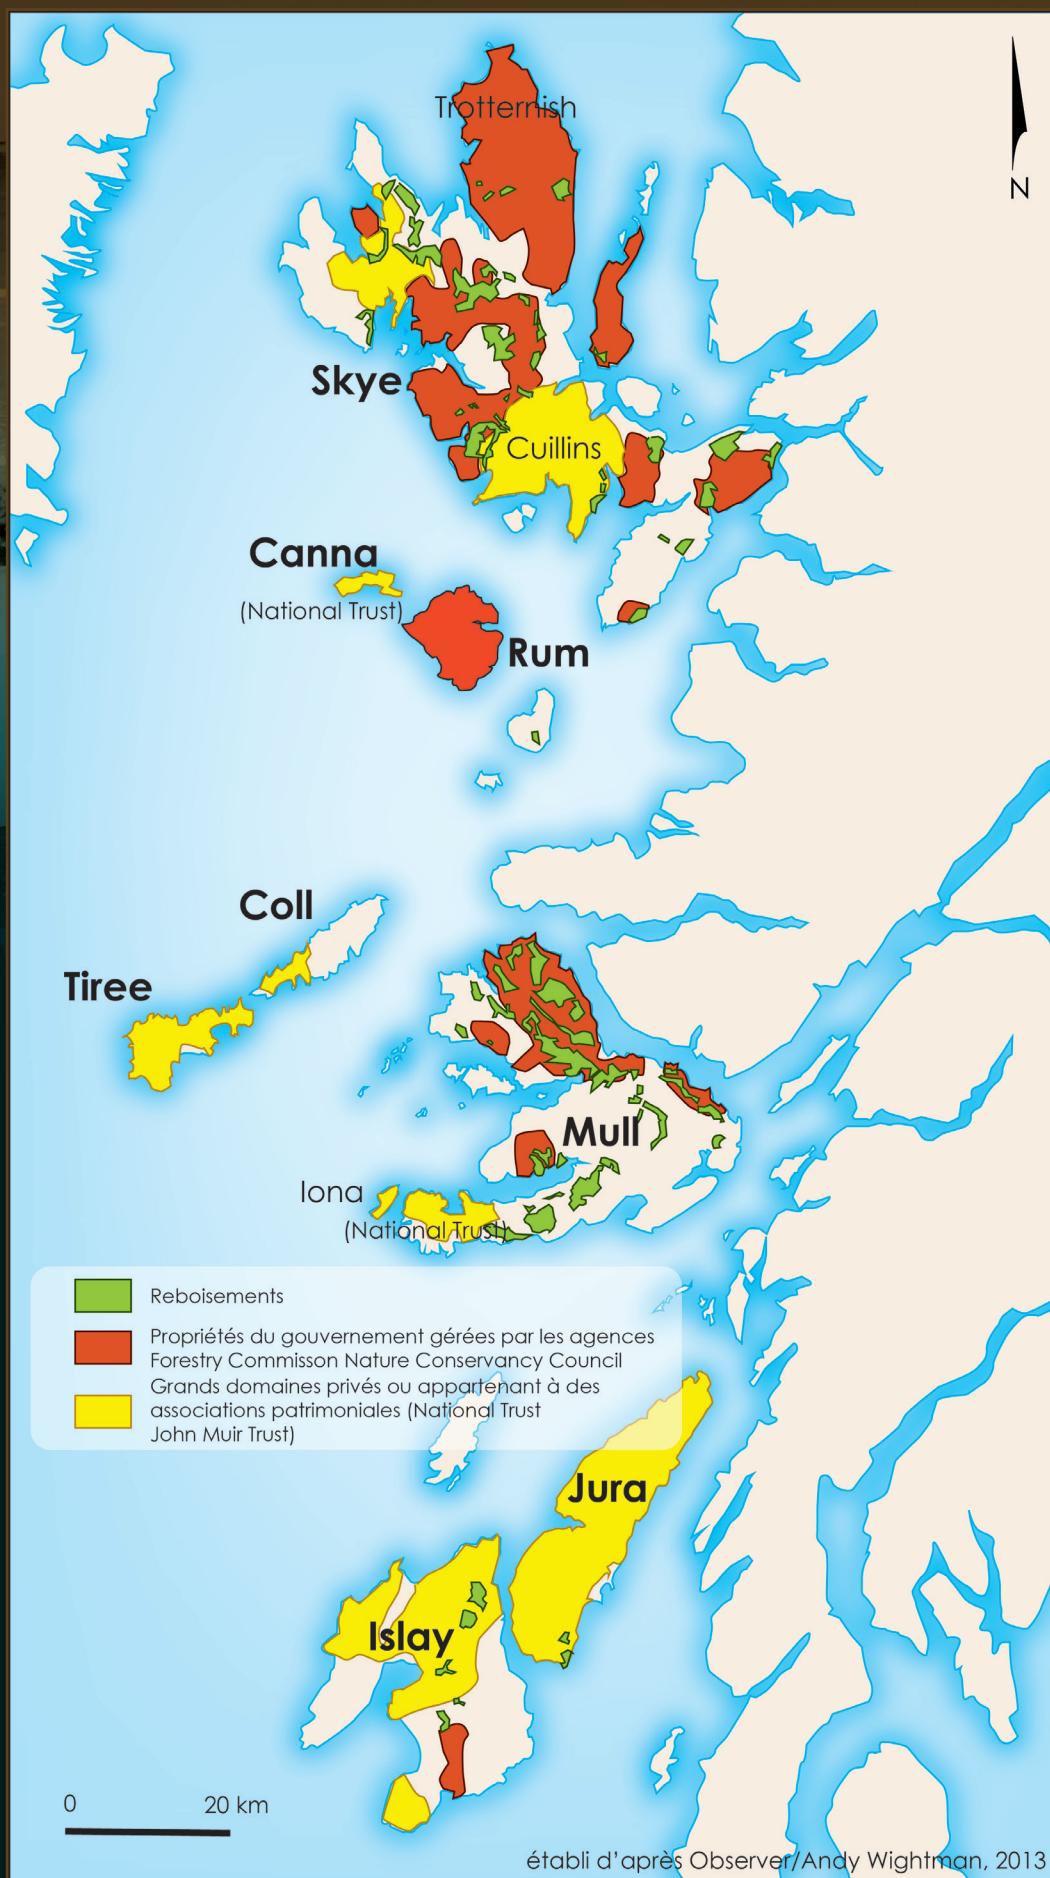 Trotternish
N
Skye
Cuillins
Canna
(National Trust)
Rum
Coll
Tiree
Mull
Iona
(National Trust)
Reboisements
Propriétés du gouvernement gérées par les agences
Forestry Commisson Nature Conservancy Council
Grands domaines privés ou appartenant à des
associations patrimoniales (National Trust
John Muir Trust)
Jura
Islay
0 20 km
établi d'après Observer/Andy Wightman, 2013